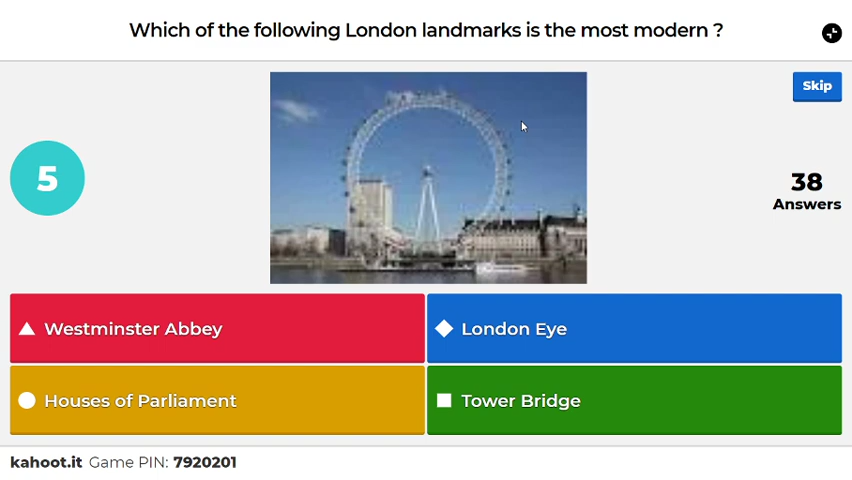 Which of the following London landmarks is the most modern ?
Skip
5
38
Answers
Westminster Abbey
London Eye
Houses of Parliament
Tower Bridge
kahoot.it Game PIN: 7920201